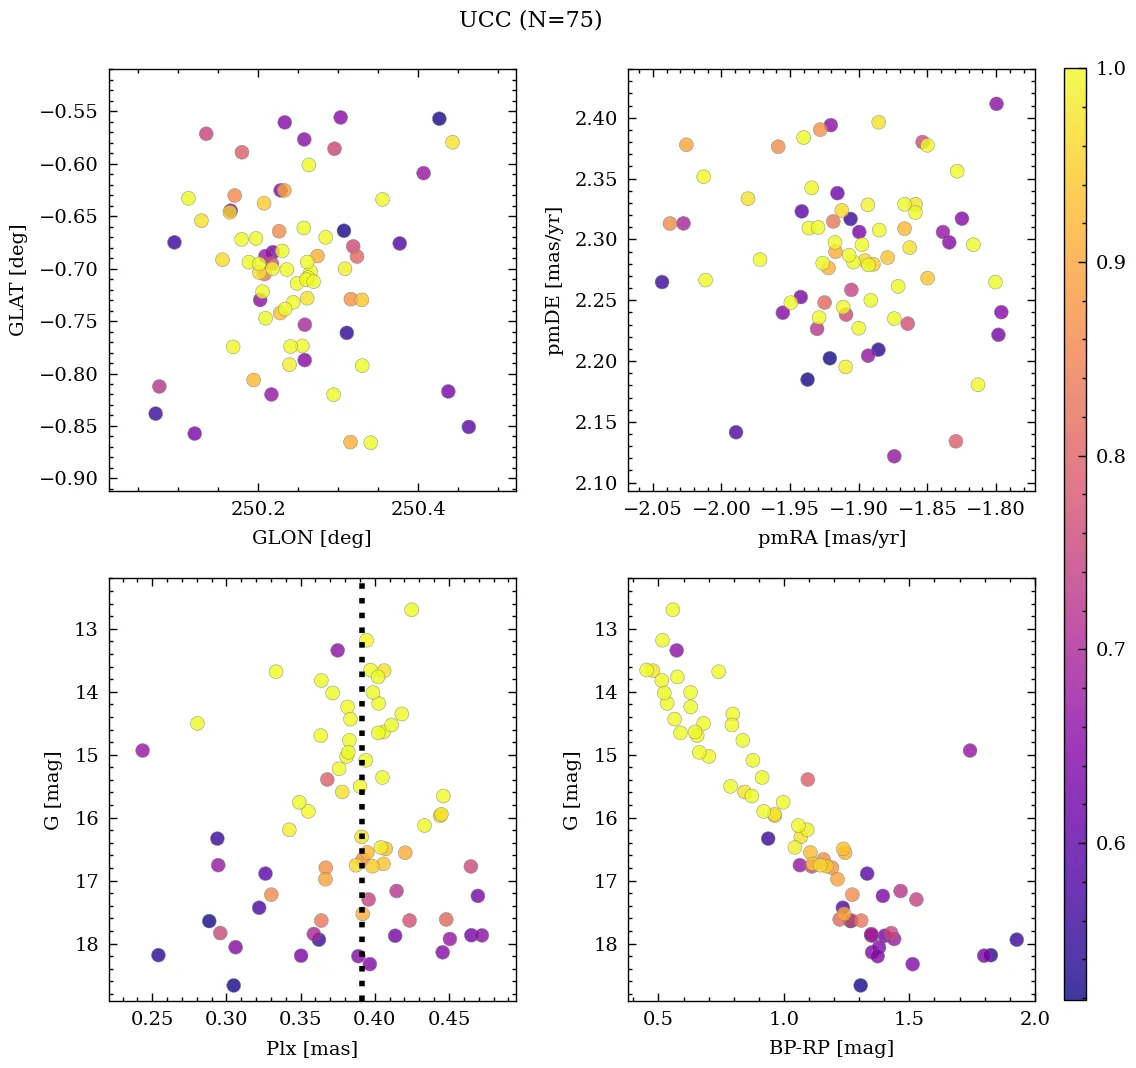 UCC (N=75)
−0.55
−0.60
−0.65
−0.70
−0.75
−0.80
−0.85
−0.90
GLAT [deg]
250.2 250.4
GLON [deg]
2.40
2.35
2.30
2.25
2.20
2.15
2.10
pmDE [mas/yr]
−2.05 −2.00 −1.95 −1.90 −1.85 −1.80
pmRA [mas/yr]
1.0
0.9
0.8
0.7
0.6
13
14
15
16
17
18
G [mag]
0.25 0.30 0.35 0.40 0.45
Plx [mas]
13
14
15
16
17
18
G [mag]
0.5 1.0 1.5 2.0
BP-RP [mag]